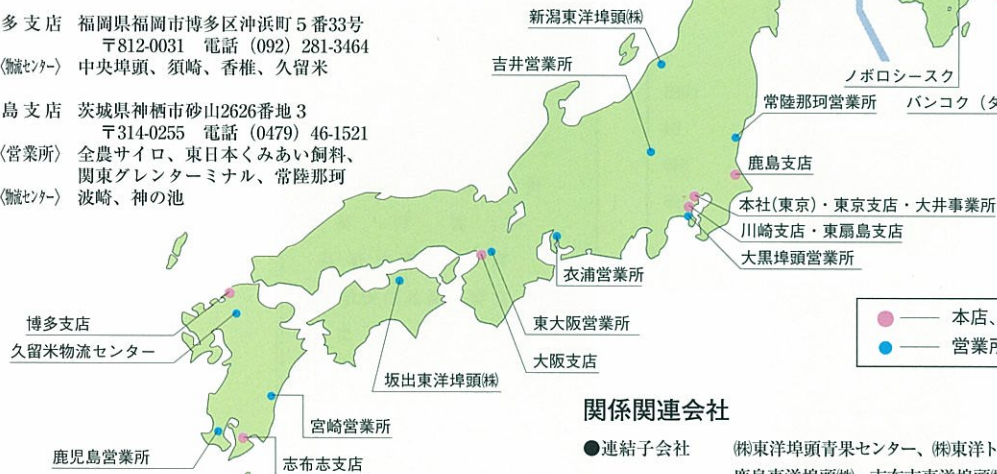 多支店 福岡県福岡市博多区沖浜町5番33号
〒812-0031 電話 (092) 281-3464
〈物流センター〉 中央埠頭、須崎、香椎、久留米
島支店 茨城県神栖市砂山2626番地3
〒314-0255 電話 (0479) 46-1521
〈営業所〉 全農サイロ、東日本くみあい飼料、
関東グレンターミナル、常陸那珂
〈物流センター〉 波崎、神の池
新潟東洋埠頭㈱
吉井営業所
ノボロシースク
常陸那珂営業所
バンコク (タ
鹿島支店
本社(東京)・東京支店・大井事業所
川崎支店・東扇島支店
大黒埠頭営業所
衣浦営業所
東大阪営業所
大阪支店
坂出東洋埠頭㈱
博多支店
久留米物流センター
宮崎営業所
鹿児島営業所
志布志支店
本店、
営業所
関係関連会社
●連結子会社 ㈱東洋埠頭青果センター、㈱東洋ト